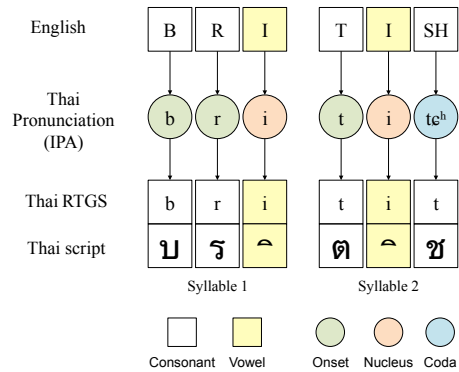 English B R I T I SH
Thai
Pronunciation
(IPA) b r i t i tɕʰ
Thai RTGS b r i t i t
Thai script บ ร ิ ต ิ ช
Syllable 1 Syllable 2
Consonant Vowel Onset Nucleus Coda